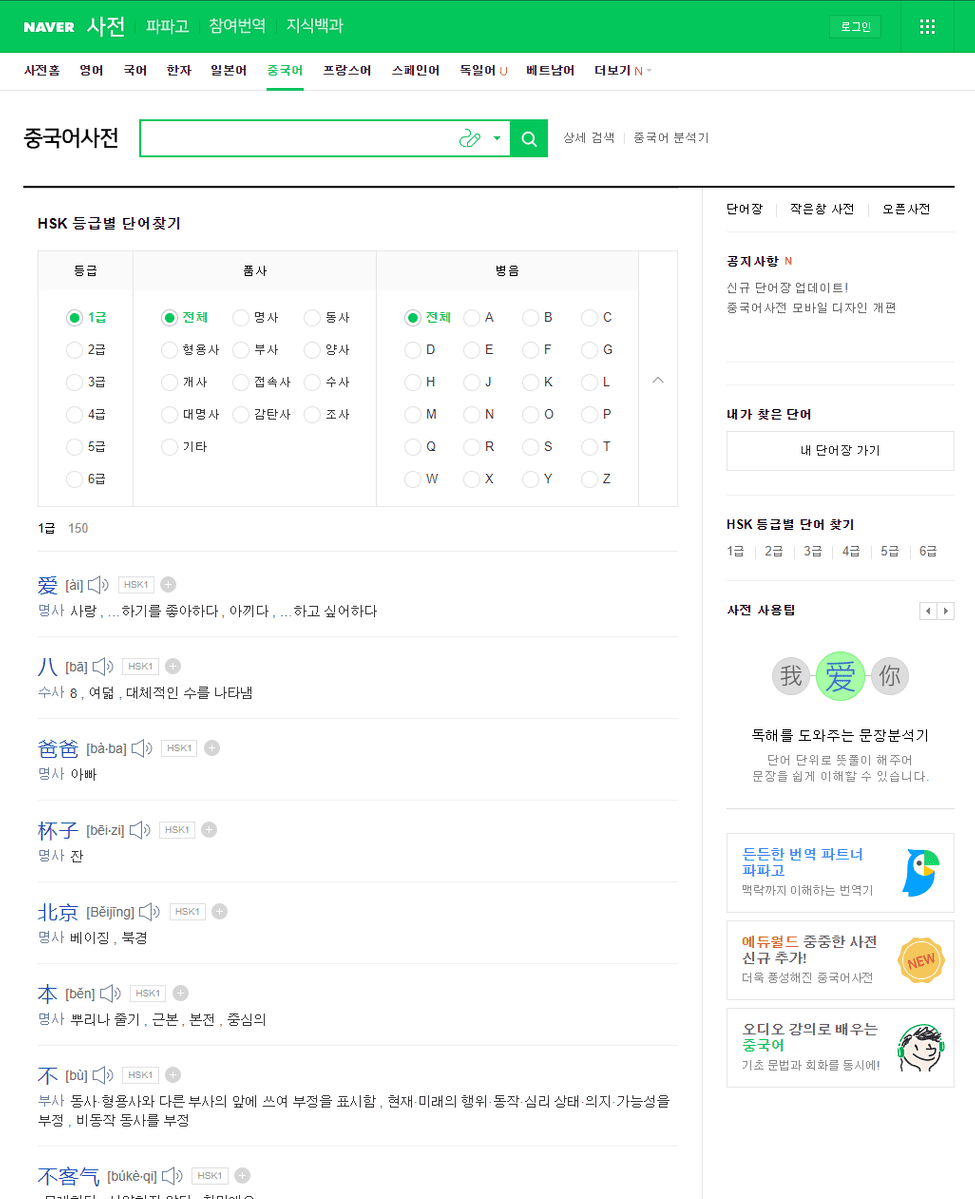 NAVER 사전 파파고 참여번역 지식백과 로그인
사전홈 영어 국어 한자 일본어 중국어 프랑스어 스페인어 독일어 U 베트남어 더보기 N
중국어사전 상세 검색 중국어 분석기
HSK 등급별 단어찾기
등급 품사 병음
1급 전체 명사 동사 전체 A B C
2급 형용사 부사 양사 D E F G
3급 개사 접속사 수사 H J K L
4급 대명사 감탄사 조사 M N O P
5급 기타 Q R S T
6급 W X Y Z
1급 150
爱 [ài] HSK1
명사 사랑 , …하기를 좋아하다 , 아끼다 , …하고 싶어하다
八 [bā] HSK1
수사 8 , 여덟 , 대체적인 수를 나타냄
爸爸 [bà·ba] HSK1
명사 아빠
杯子 [bēi·zi] HSK1
명사 잔
北京 [Běijīng] HSK1
명사 베이징 , 북경
本 [běn] HSK1
명사 뿌리나 줄기 , 근본 , 본전 , 중심의
不 [bù] HSK1
부사 동사·형용사와 다른 부사의 앞에 쓰여 부정을 표시함 , 현재·미래의 행위·동작·심리 상태·의지·가능성을
부정 , 비동작 동사를 부정
不客气 [búkè·qi] HSK1
단어장 작은창 사전 오픈사전
공지사항 N
신규 단어장 업데이트!
중국어사전 모바일 디자인 개편
내가 찾은 단어
내 단어장 가기
HSK 등급별 단어 찾기
1급 2급 3급 4급 5급 6급
사전 사용팁
我 爱 你
독해를 도와주는 문장분석기
단어 단위로 뜻풀이 해주어
문장을 쉽게 이해할 수 있습니다.
든든한 번역 파트너
파파고
맥락까지 이해하는 번역기
에듀월드 중중한 사전
신규 추가!
더욱 풍성해진 중국어사전
NEW
오디오 강의로 배우는
중국어
기초 문법과 회화를 동시에!